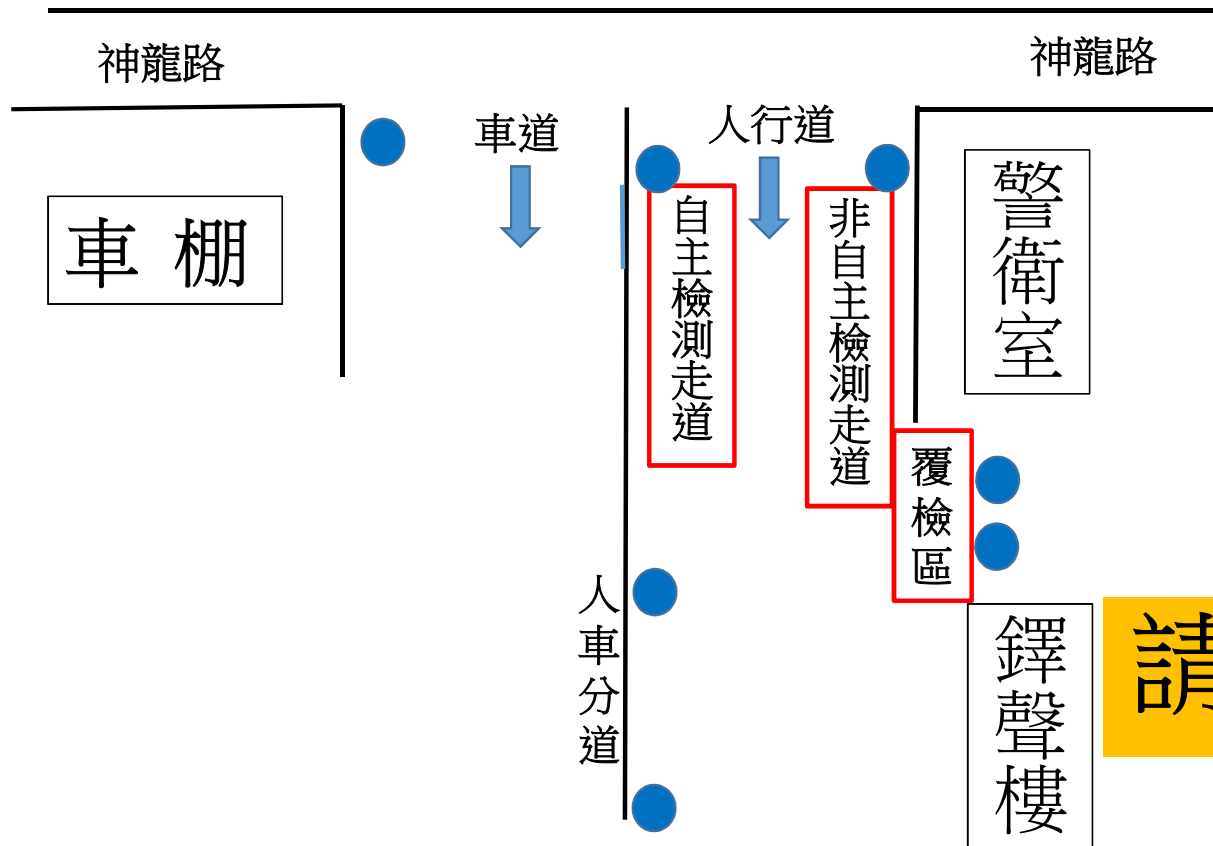 神龍路
神龍路
車道
人行道
車棚
自主檢測走道
非自主檢測走道
警衛室
覆檢區
人車分道
鐸聲樓
請